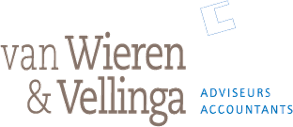 van Wieren
& Vellinga
ADVISEURS
ACCOUNTANTS